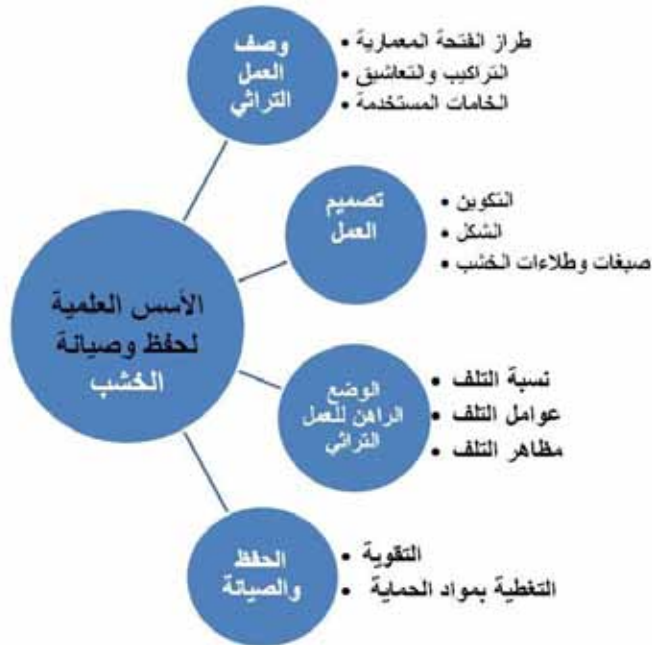 وصف
العمل
التراثي
• طراز الفتحة المعمارية
• التراكيب والتعاشيق
• الخامات المستخدمة
تصميم
العمل
• التكوين
• الشكل
• صبغات وطلاءات الخشب
الأسس العلمية
لحفظ وصيانة
الخشب
الوضع
الراهن للعمل
التراثي
• نسبة التلف
• عوامل التلف
• مظاهر التلف
الحفظ
والصيانة
• التقوية
• التغطية بمواد الحماية